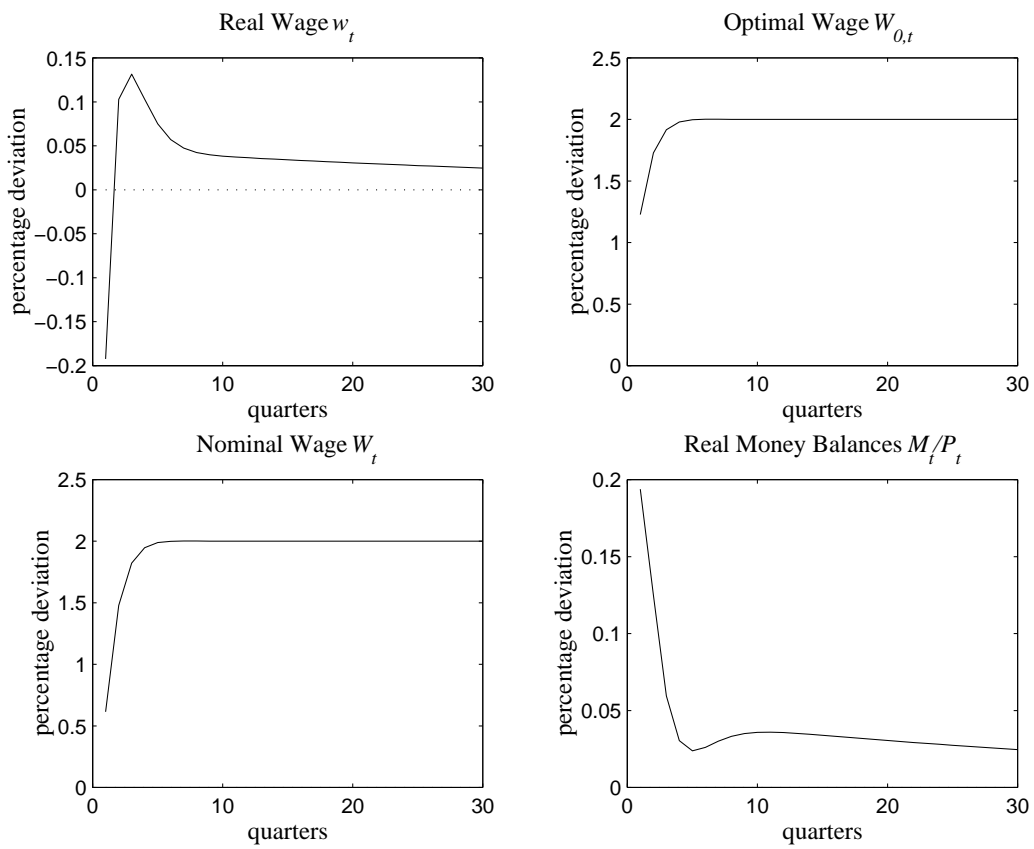 Real Wage w_t
0.15
0.1
0.05
0
−0.05
−0.1
−0.15
−0.2
percentage deviation
0 10 20 30
quarters
Optimal Wage W_{0,t}
2.5
2
1.5
1
0.5
0
percentage deviation
0 10 20 30
quarters
Nominal Wage W_t
2.5
2
1.5
1
0.5
0
percentage deviation
0 10 20 30
quarters
Real Money Balances M_t/P_t
0.2
0.15
0.1
0.05
0
percentage deviation
0 10 20 30
quarters